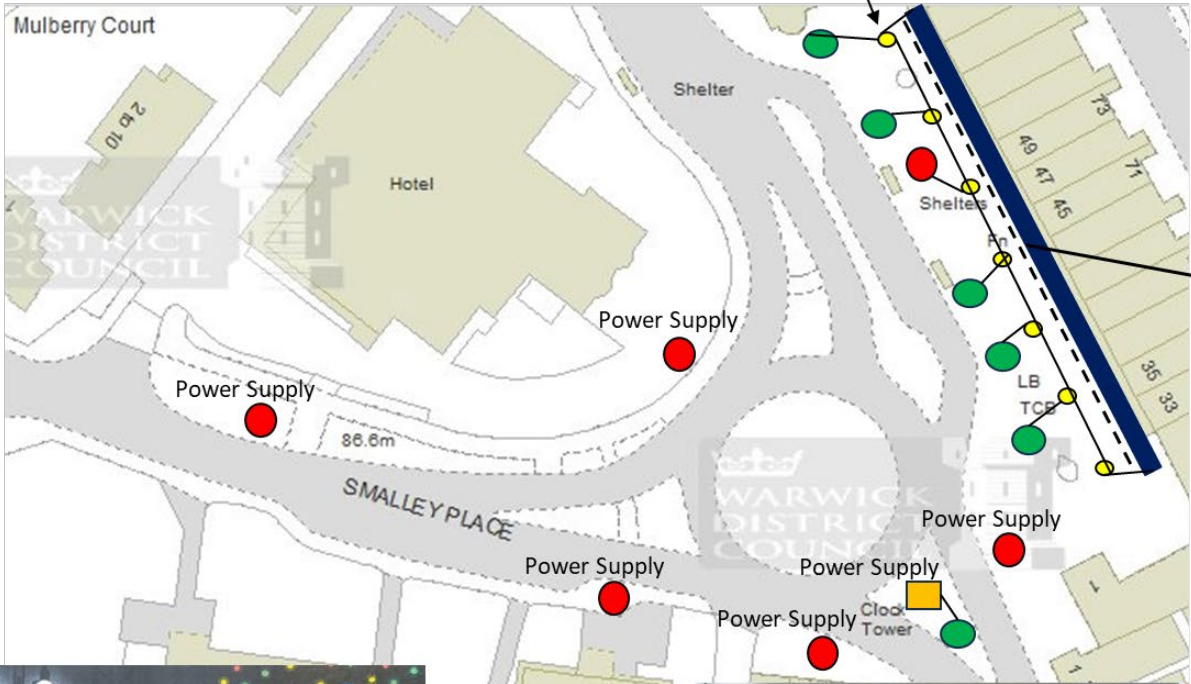 Mulberry Court
2 to 10
Hotel
Shelter
73
71
49
47
45
Shelters
Fn
35
33
LB
TCB
WARWICK
DISTRICT
COUNCIL
Power Supply
Power Supply
86.6m
SMALLEY PLACE
WARWICK
DISTRICT
COUNCIL
Power Supply
Power Supply
Power Supply
Power Supply
Clock
Tower
1
1